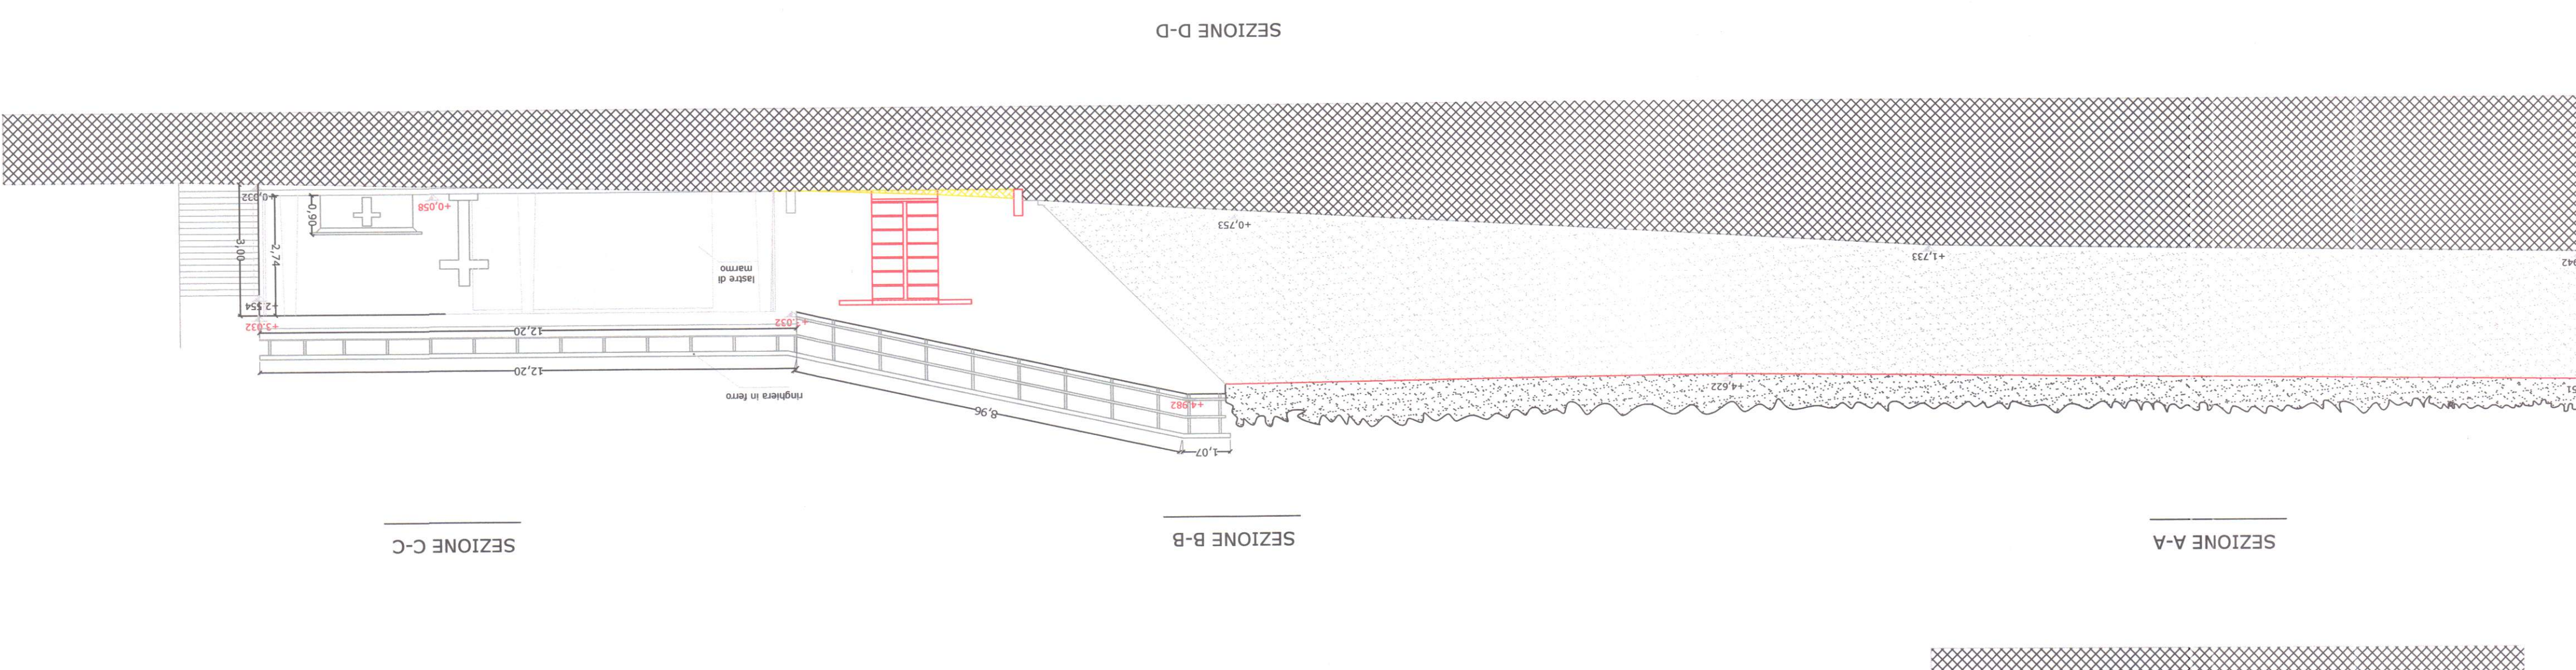 SEZIONE A-A
SEZIONE B-B
SEZIONE C-C
1,07
8,96
+4.982
ringhiera in ferro
12,20
+4,622
12,20
+3.032
+3.032
+2.554
lastre di
marmo
2,74
3,00
+1,733
+0,753
+0,058
0,90
+0,032
SEZIONE D-D